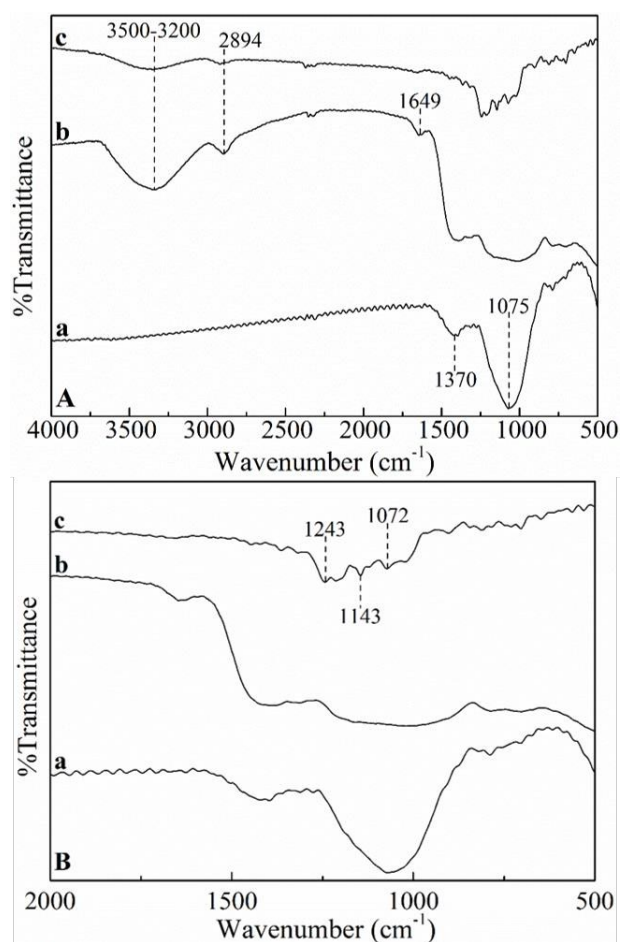 c
3500-3200
2894
b
1649
a
1075
1370
A
%Transmittance
4000 3500 3000 2500 2000 1500 1000 500
Wavenumber (cm⁻¹)
c
1243
1072
b
1143
a
B
%Transmittance
2000 1500 1000 500
Wavenumber (cm⁻¹)